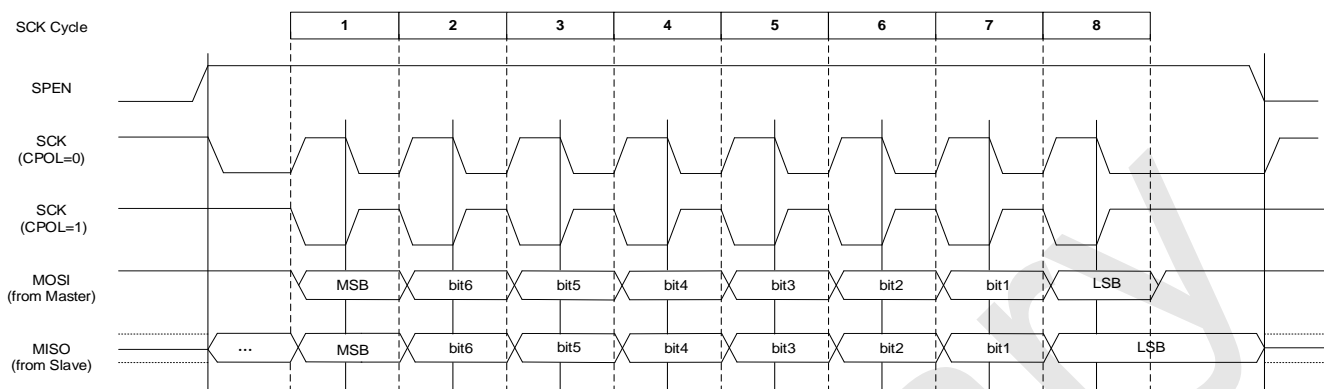 SCK Cycle 1 2 3 4 5 6 7 8
SPEN
SCK
(CPOL=0)
SCK
(CPOL=1)
MOSI
(from Master)
MSB bit6 bit5 bit4 bit3 bit2 bit1 LSB
MISO
(from Slave)
... MSB bit6 bit5 bit4 bit3 bit2 bit1 LSB